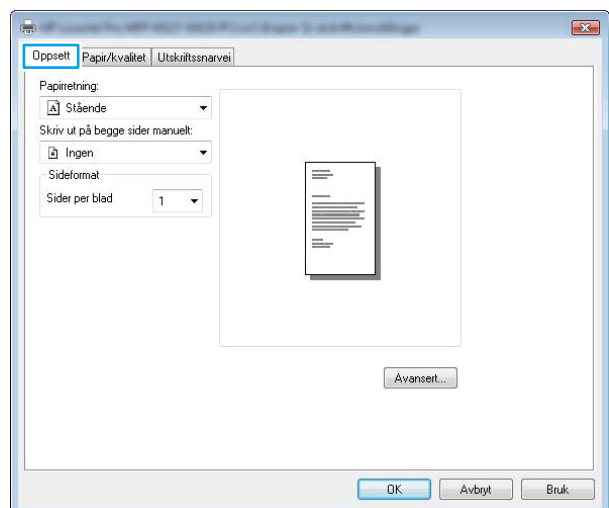 Oppsett Papir/kvalitet Utskriftssnarvei
Papirretning:
Stående
Skriv ut på begge sider manuelt:
Ingen
Sideformat
Sider per blad 1
Avansert...
OK Avbryt Bruk